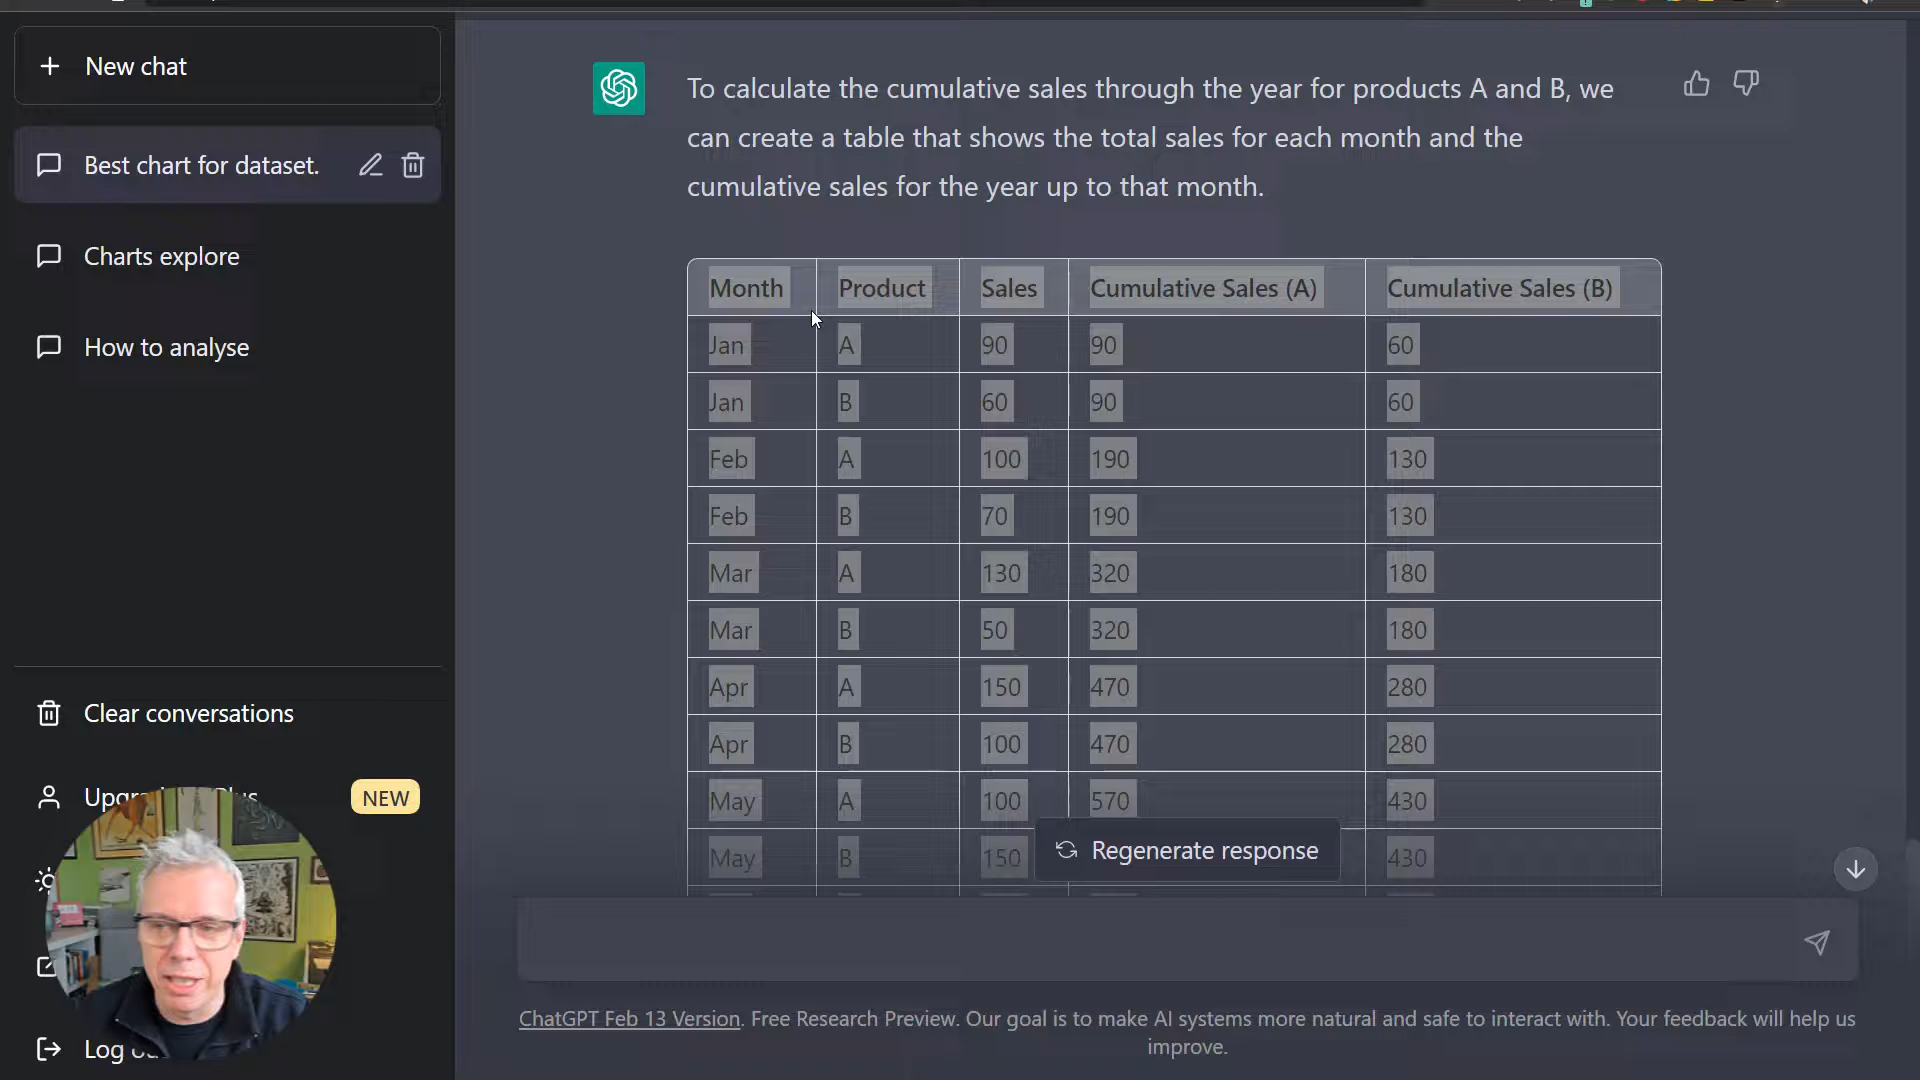 New chat
Best chart for dataset.
Charts explore
How to analyse
Clear conversations
NEW
Log
To calculate the cumulative sales through the year for products A and B, we
can create a table that shows the total sales for each month and the
cumulative sales for the year up to that month.
Month Product Sales Cumulative Sales (A) Cumulative Sales (B)
Jan A 90 90 60
Jan B 60 90 60
Feb A 100 190 130
Feb B 70 190 130
Mar A 130 320 180
Mar B 50 320 180
Apr A 150 470 280
Apr B 100 470 280
May A 100 570 430
May B 150 430
Regenerate response
ChatGPT Feb 13 Version. Free Research Preview. Our goal is to make AI systems more natural and safe to interact with. Your feedback will help us
improve.